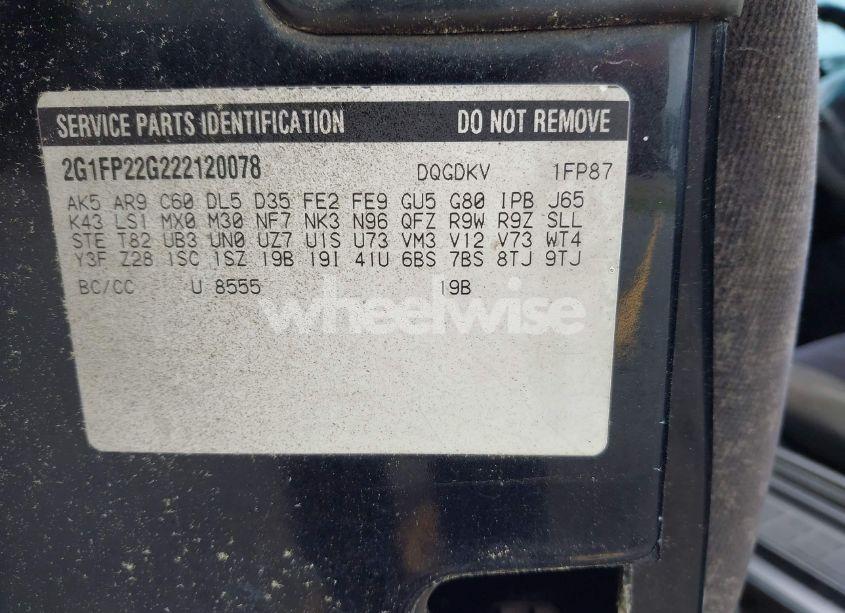 SERVICE PARTS IDENTIFICATION DO NOT REMOVE
2G1FP22G222120078 DQGDKV 1FP87
AK5 AR9 C60 DL5 D35 FE2 FE9 GU5 G80 IPB J65
K43 LS1 MX0 M30 NF7 NK3 N96 QFZ R9W R9Z SLL
STE T82 UB3 UN0 UZ7 U1S U73 VM3 V12 V73 WT4
Y3F Z28 1SC 1SZ 19B 19I 41U 6BS 7BS 8TJ 9TJ
BC/CC U 8555 19B
wheelwise